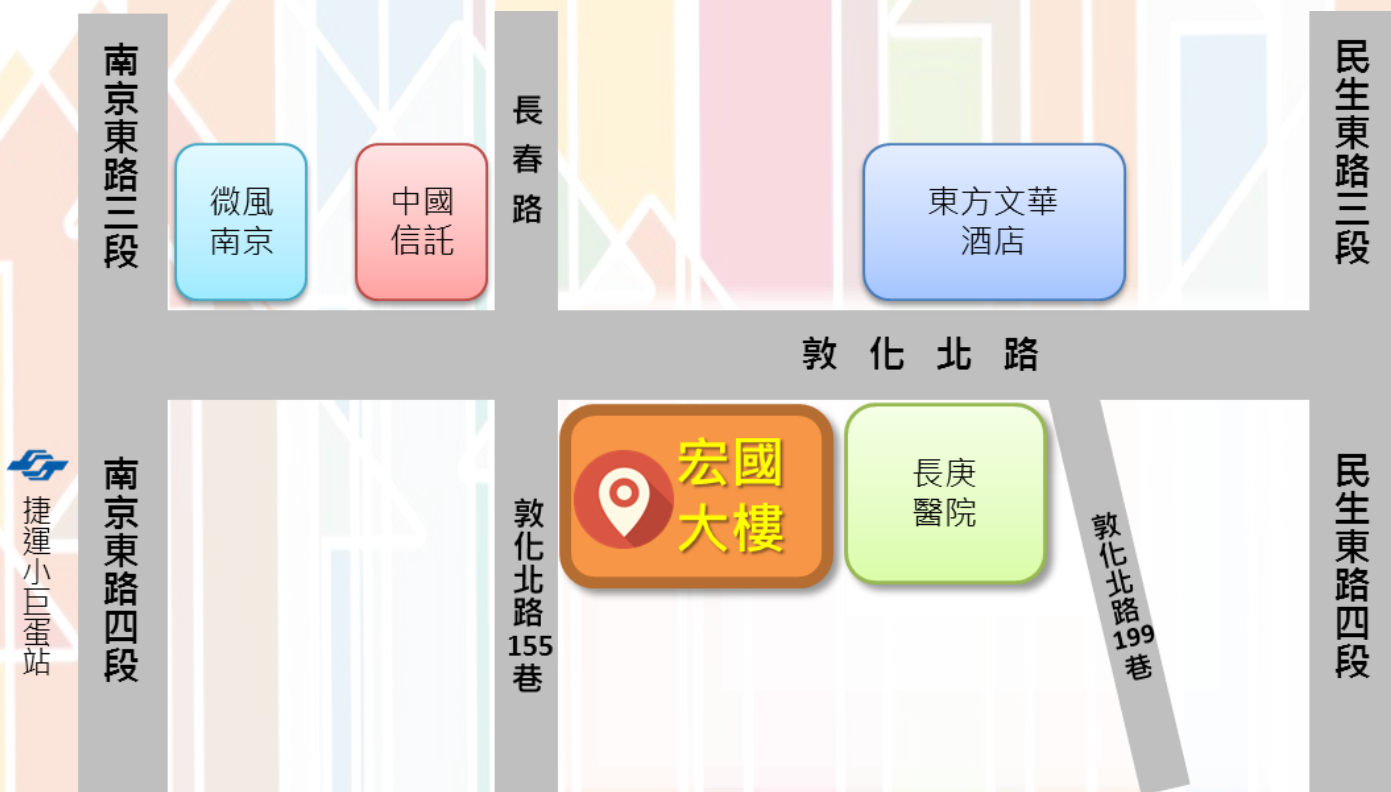 南京東路三段
微風
南京
中國
信託
長春路
東方文華
酒店
民生東路三段
敦化北路
捷運小巨蛋站
南京東路四段
敦化北路155巷
宏國
大樓
長庚
醫院
敦化北路199巷
民生東路四段